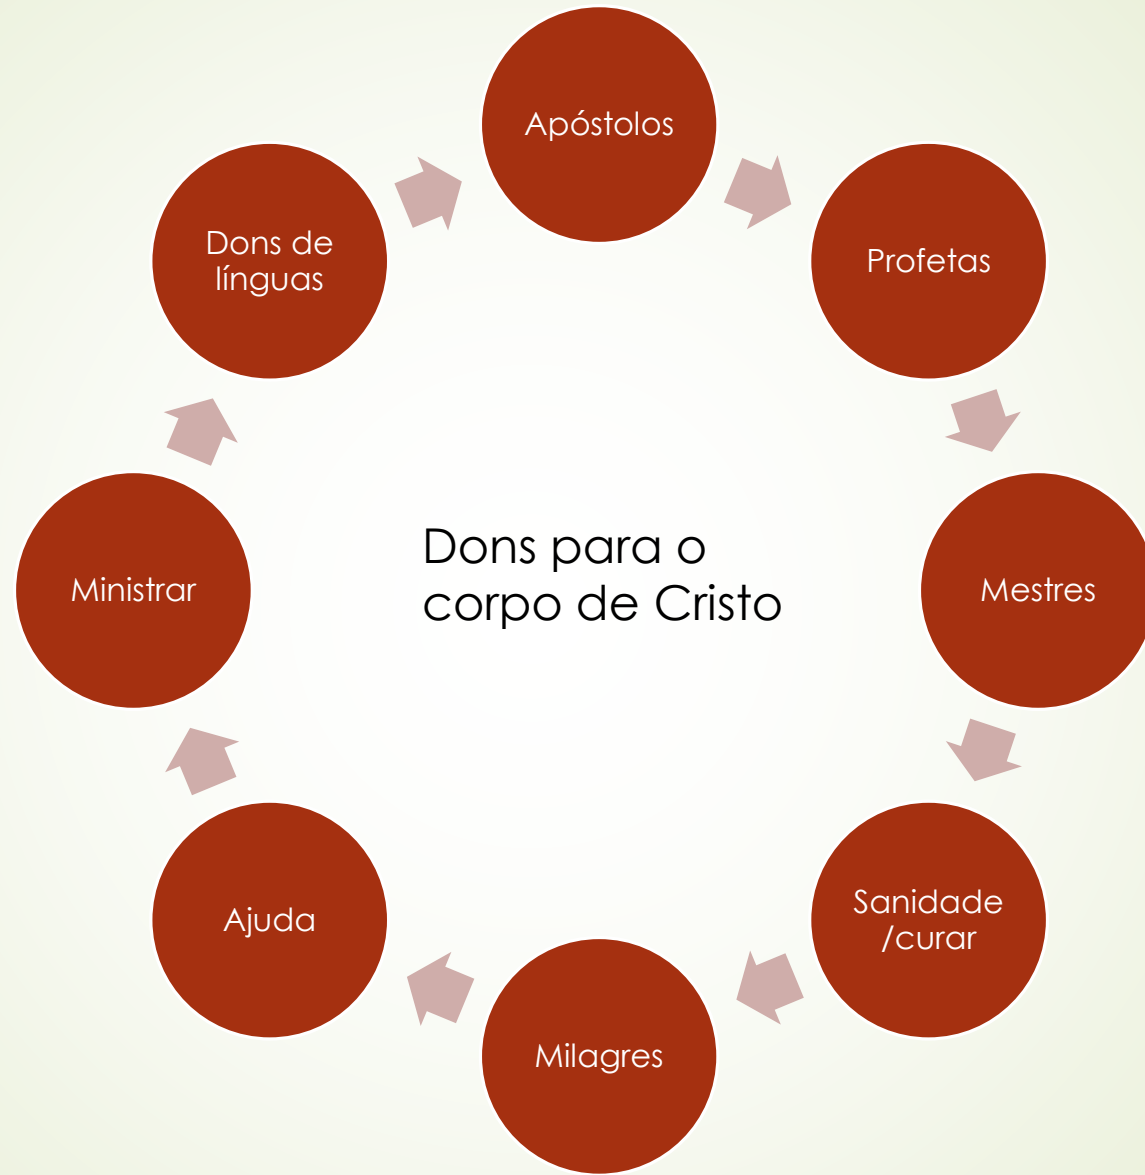 Apóstolos
Profetas
Mestres
Sanidade
/curar
Milagres
Ajuda
Ministrar
Dons de
línguas
Dons para o
corpo de Cristo